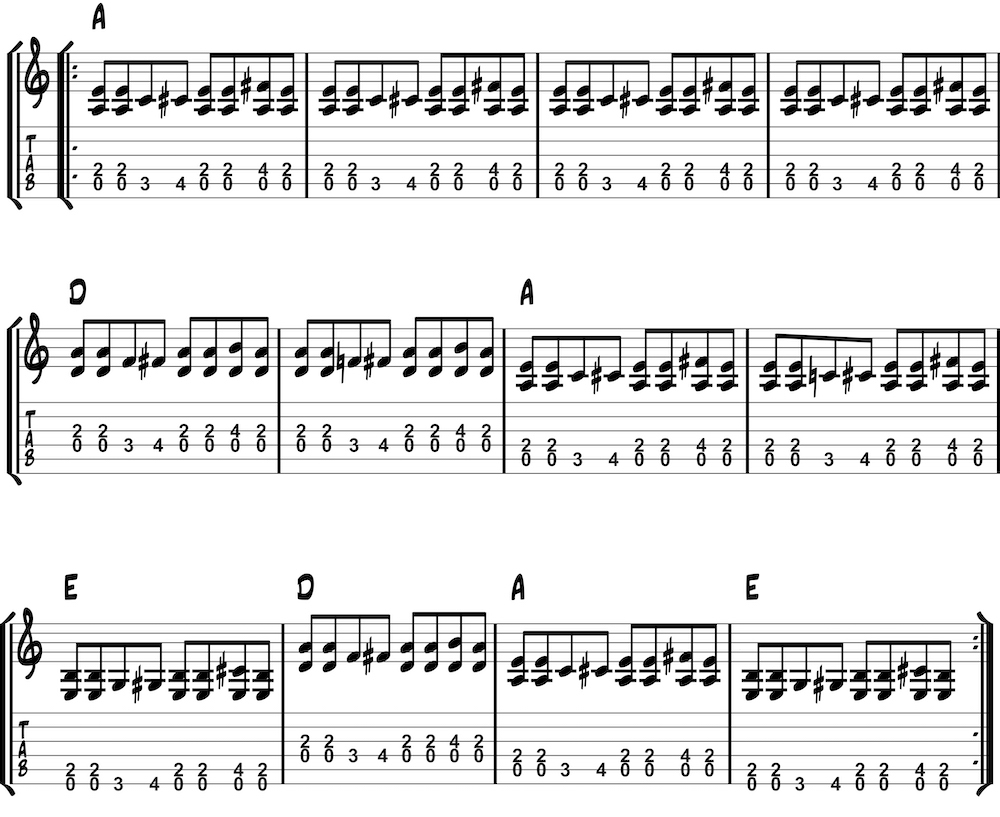 A
T
A 2 2 2 2 4 2 2 2 2 2 4 2 2 2 2 2 4 2 2 2 2 2 4 2
B 0 0 3 4 0 0 0 0 0 0 3 4 0 0 0 0 0 0 3 4 0 0 0 0 0 0 3 4 0 0 0 0
D A
T
2 2 2 2 4 2 2 2 2 2 4 2
A 0 0 3 4 0 0 0 0 0 0 3 4 0 0 0 0 2 2 2 2 4 2 2 2 2 2 4 2
B 0 0 3 4 0 0 0 0 0 0 3 4 0 0 0 0
E D A E
T
2 2 2 2 4 2
A 0 0 3 4 0 0 0 0 2 2 2 2 4 2
B 2 2 2 2 4 2 0 0 3 4 0 0 0 0 2 2 2 2 4 2
0 0 3 4 0 0 0 0 0 0 3 4 0 0 0 0